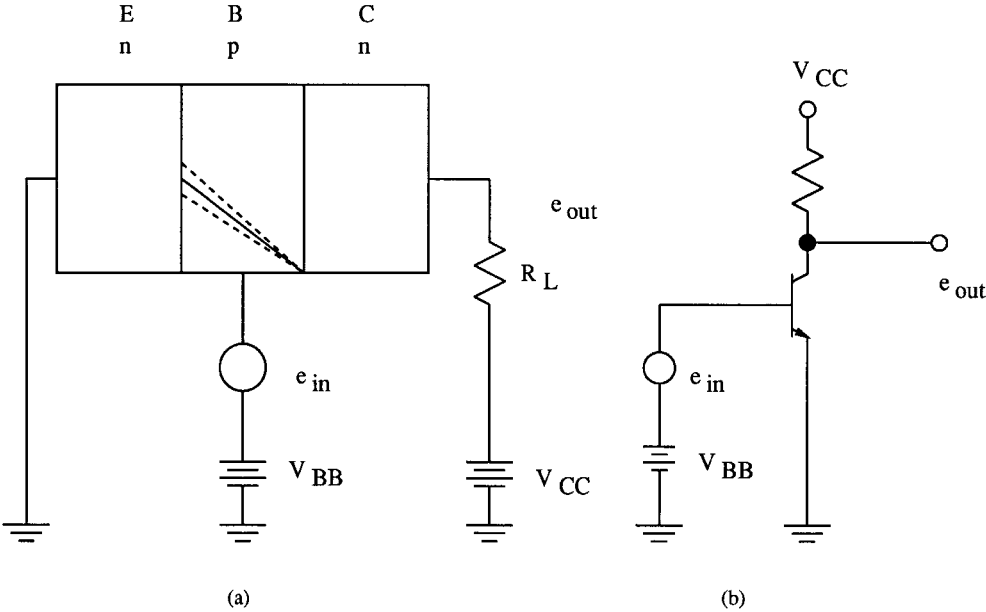 E B C
n p n
V CC
e out
R L
e out
e in
e in
V BB
V CC
V BB
(a)
(b)